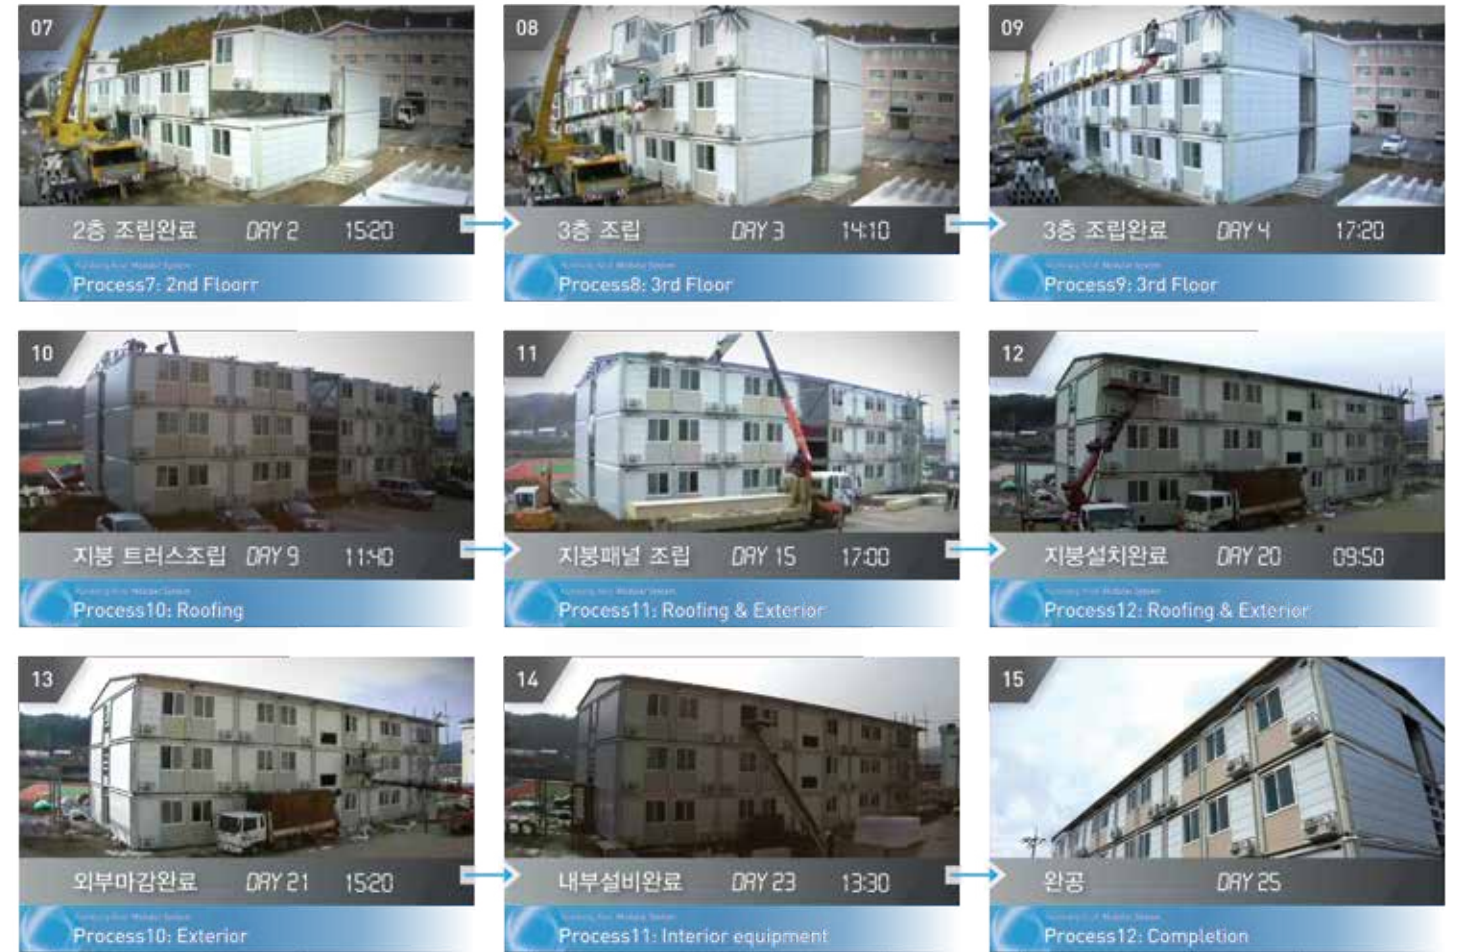 07
2층 조립완료 DAY 2 15:20
Process7: 2nd Floorr
08
3층 조립 DAY 3 14:10
Process8: 3rd Floor
09
3층 조립완료 DAY 4 17:20
Process9: 3rd Floor
10
지붕 트러스조립 DAY 9 11:40
Process10: Roofing
11
지붕패널 조립 DAY 15 17:00
Process11: Roofing & Exterior
12
지붕설치완료 DAY 20 09:50
Process12: Roofing & Exterior
13
외부마감완료 DAY 21 15:20
Process10: Exterior
14
내부설비완료 DAY 23 13:30
Process11: Interior equipment
15
완공 DAY 25
Process12: Completion